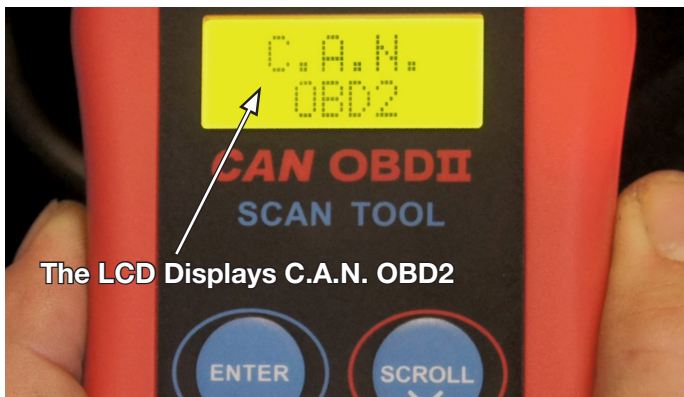 C.A.N.
OBD2
CAN OBDII
SCAN TOOL
The LCD Displays C.A.N. OBD2
ENTER
SCROLL